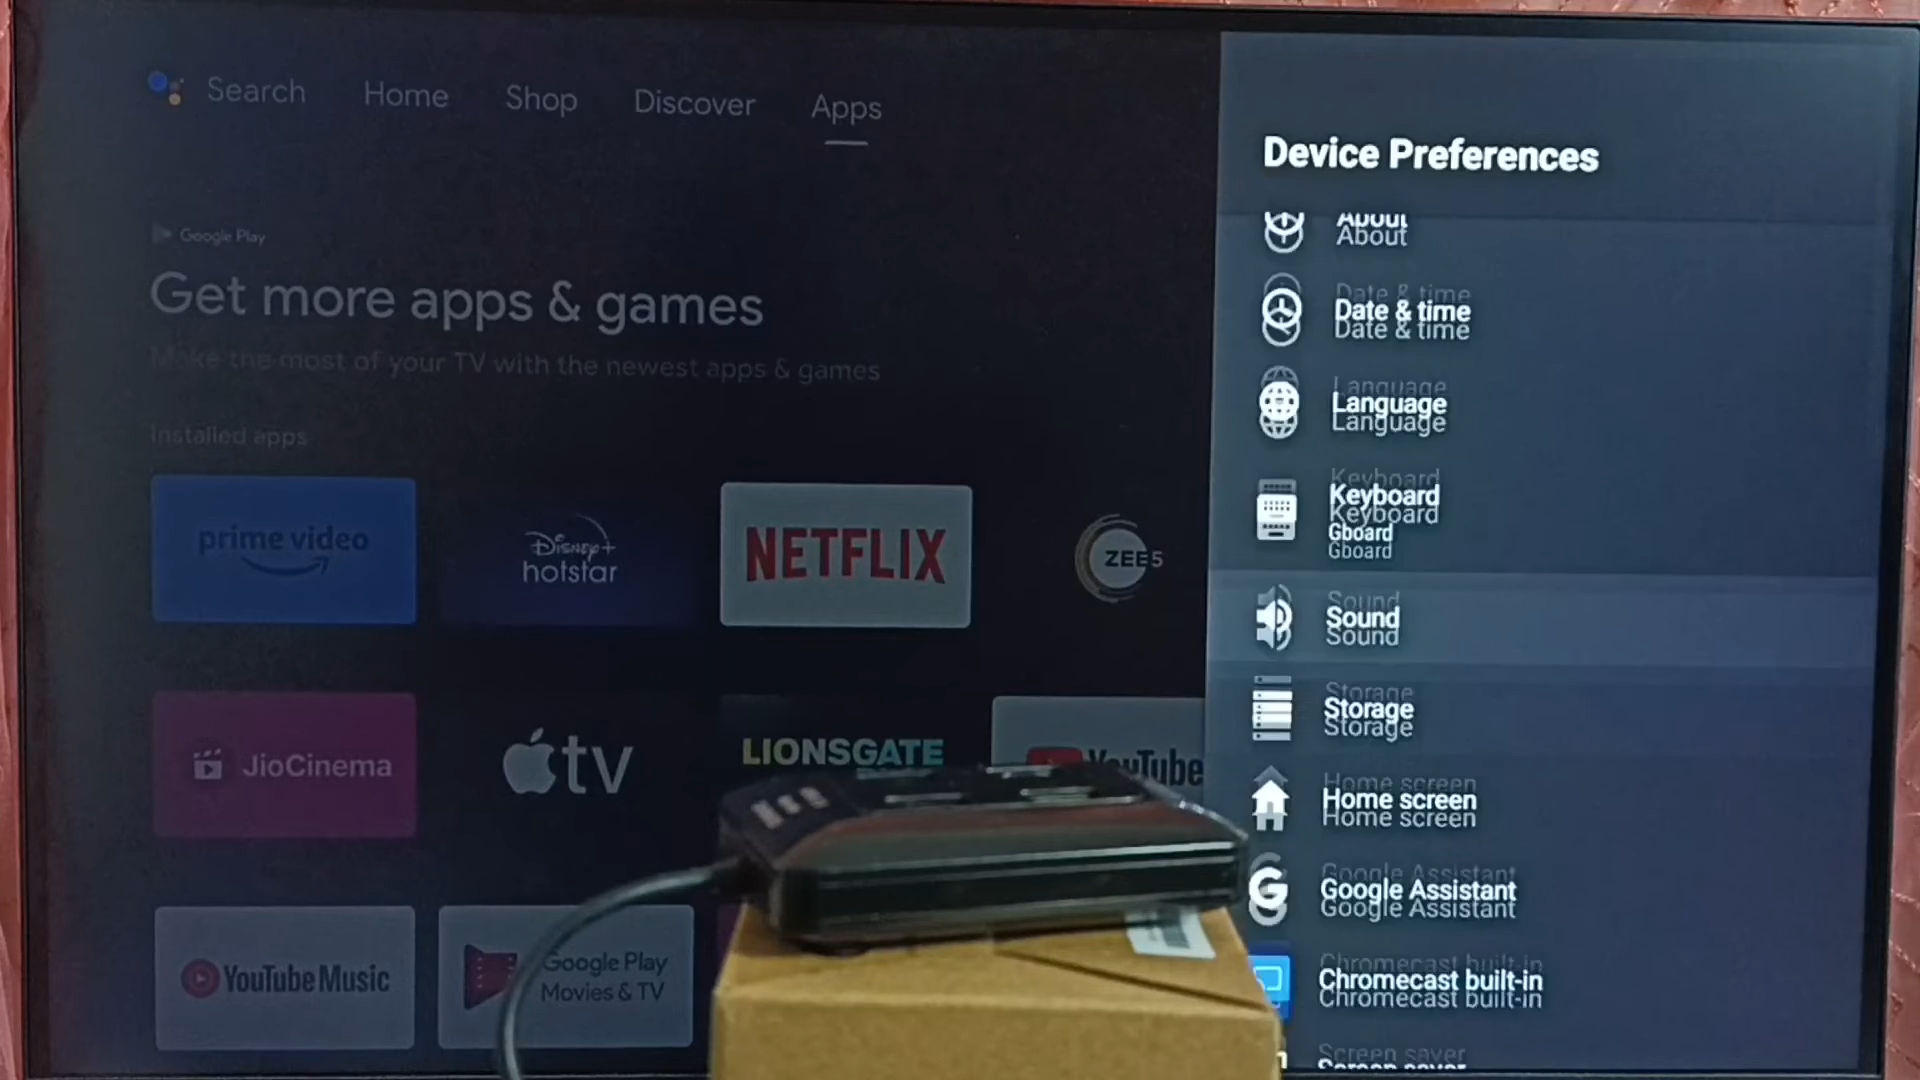 Search Home Shop Discover Apps
Google Play
Get more apps & games
Make the most of your TV with the newest apps & games
Installed apps
prime video
Disney+
hotstar
NETFLIX
ZEE5
JioCinema
tv
LIONSGATE
YouTube
YouTube Music
Google Play
Movies & TV
Device Preferences
About
Date & time
Language
Keyboard
Gboard
Sound
Storage
Home screen
Google Assistant
Chromecast built-in
Screen saver